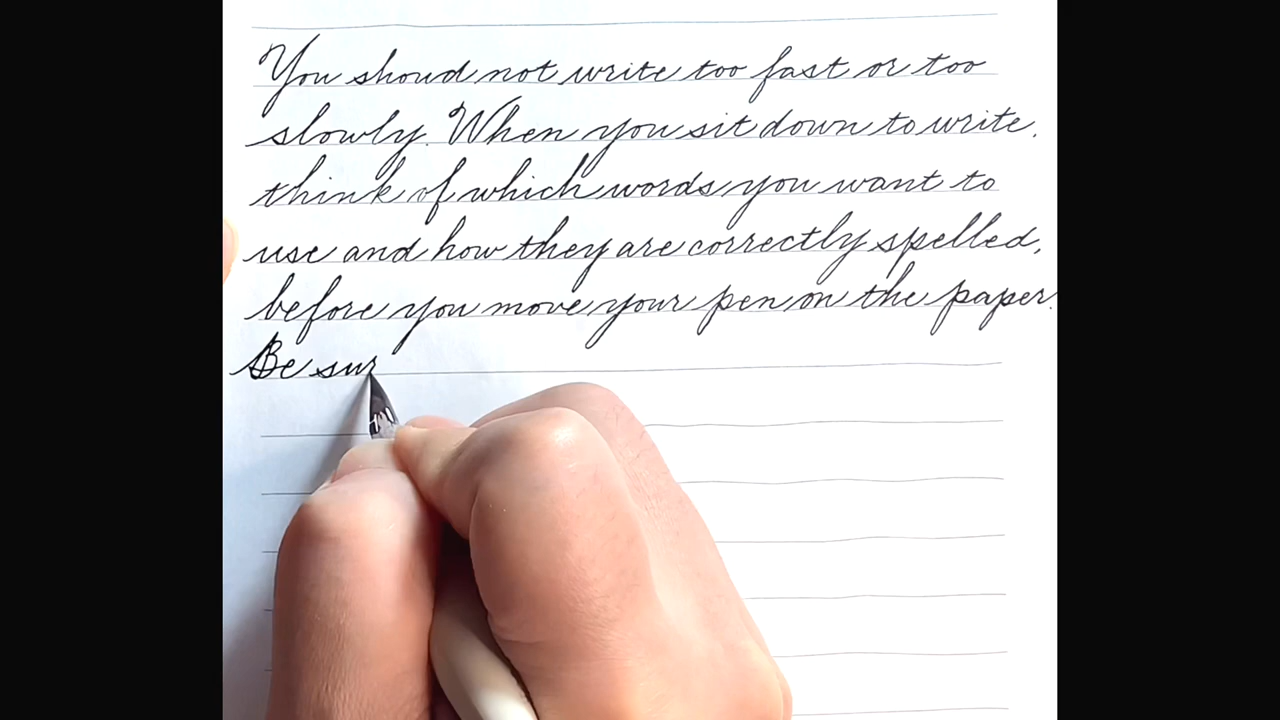 You shoud not write too fast or too
slowly. When you sit down to write,
think of which words you want to
use and how they are correctly spelled,
before you move your pen on the paper.
Be sur